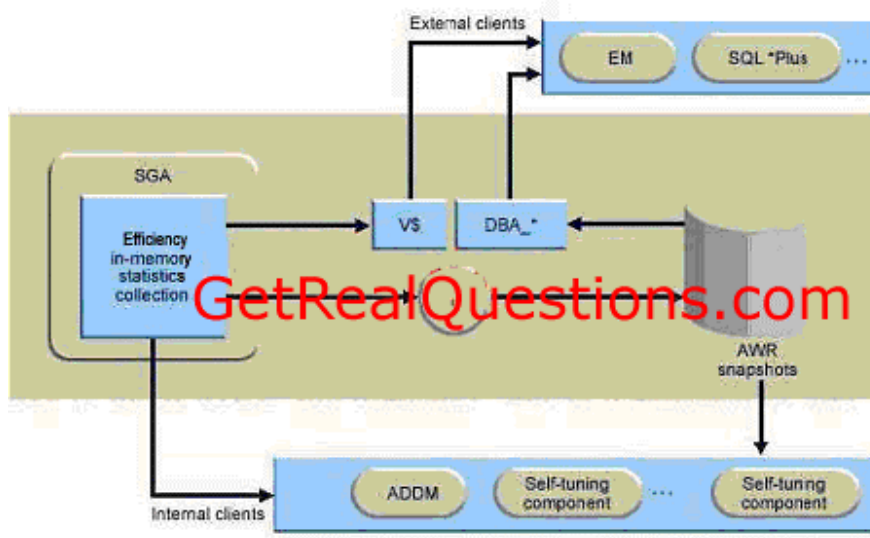 External clients
EM
SQL *Plus
...
SGA
V$
DBA_*
Efficiency
in-memory
statistics
collection
GetRealQuestions.com
AWR
snapshots
ADDM
Self-tuning
component
...
Self-tuning
component
Internal clients